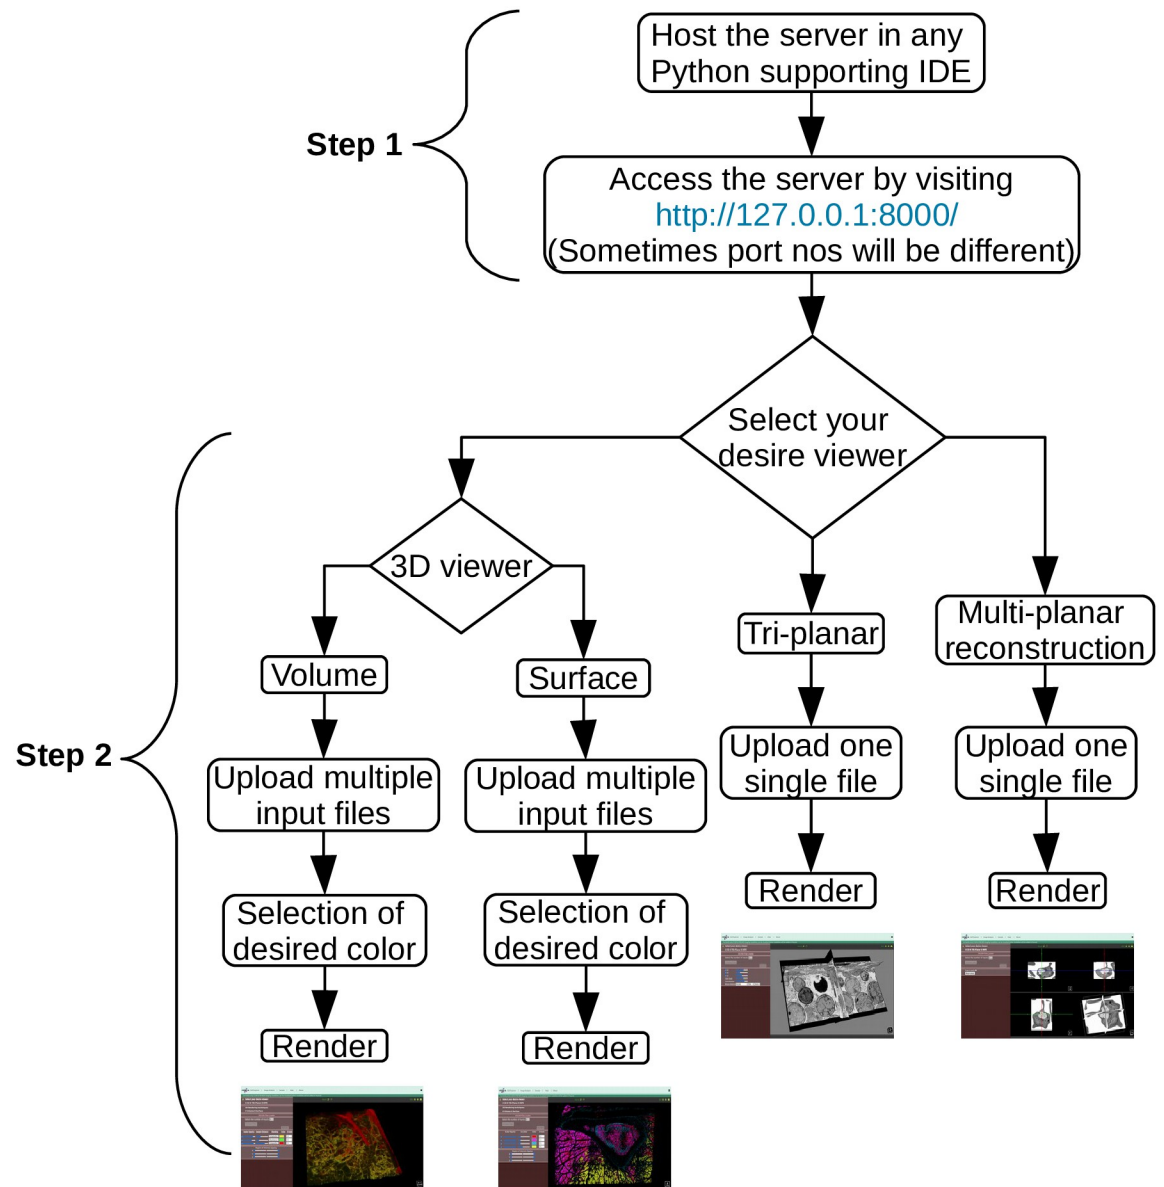 Host the server in any
Python supporting IDE
Step 1
Access the server by visiting
http://127.0.0.1:8000/
(Sometimes port nos will be different)
Select your
desire viewer
3D viewer
Tri-planar
Multi-planar
reconstruction
Volume
Surface
Step 2
Upload multiple
input files
Upload multiple
input files
Upload one
single file
Upload one
single file
Selection of
desired color
Selection of
desired color
Render
Render
Render
Render